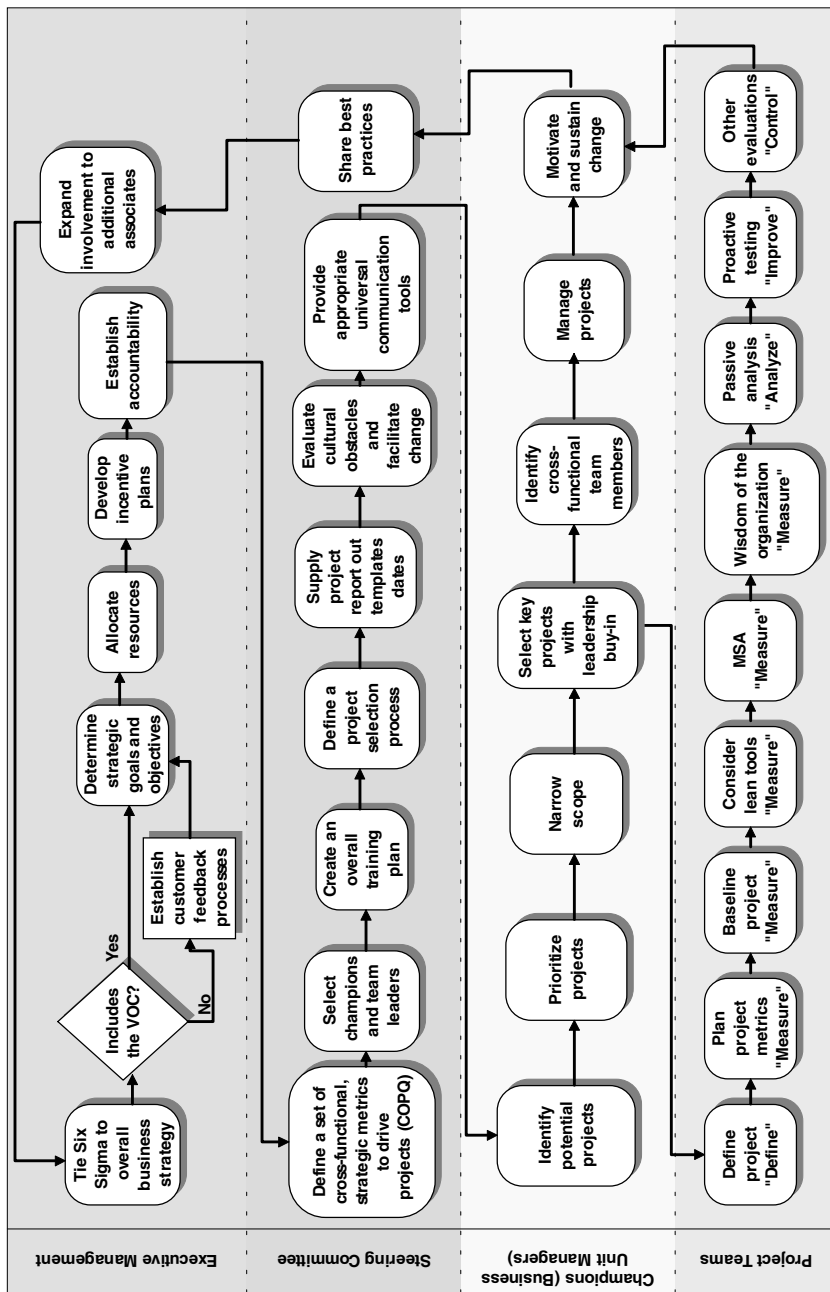 Executive Management
Tie Six
Sigma to
overall
business
strategy
Includes
the VOC?
Yes
No
Establish
customer
feedback
processes
Determine
strategic
goals and
objectives
Allocate
resources
Develop
incentive
plans
Establish
accountability
Expand
involvement to
additional
associates
Steering Committee
Define a set of
cross-functional,
strategic metrics
to drive
projects (COPQ)
Select
champions
and team
leaders
Create an
overall
training
plan
Define a
project
selection
process
Supply
project
report out
templates
dates
Evaluate
cultural
obstacles
and
facilitate
change
Provide
appropriate
universal
communication
tools
Share best
practices
Champions (Business
Unit Managers)
Identify
potential
projects
Prioritize
projects
Narrow
scope
Select key
projects
with
leadership
buy-in
Identify
cross-
functional
team
members
Manage
projects
Motivate
and sustain
change
Project Teams
Define
project
"Define"
Plan
project
metrics
"Measure"
Baseline
project
"Measure"
Consider
lean tools
"Measure"
MSA
"Measure"
Wisdom of the
organization
"Measure"
Passive
analysis
"Analyze"
Proactive
testing
"Improve"
Other
evaluations
"Control"